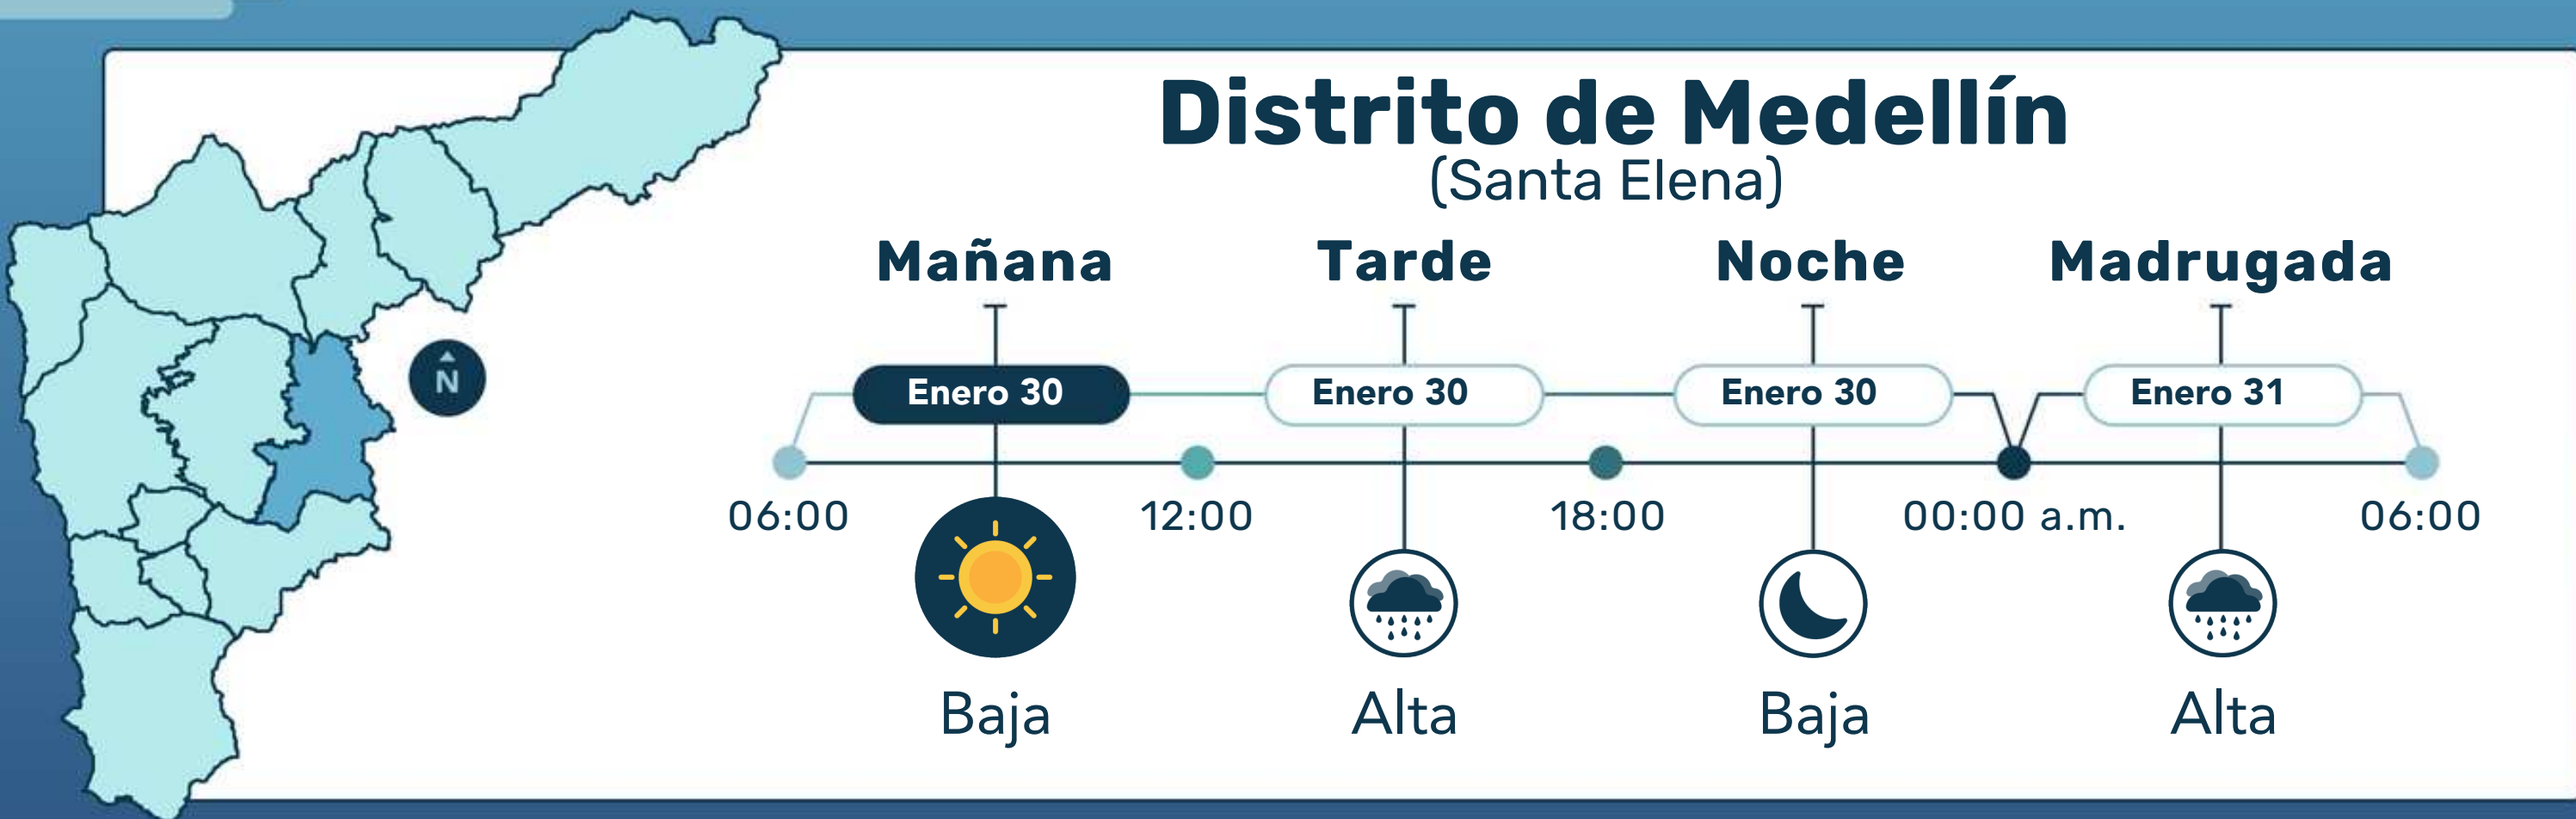 Distrito de Medellín
(Santa Elena)
Mañana Tarde Noche Madrugada
Enero 30 Enero 30 Enero 30 Enero 31
N
06:00 12:00 18:00 00:00 a.m. 06:00
Baja Alta Baja Alta